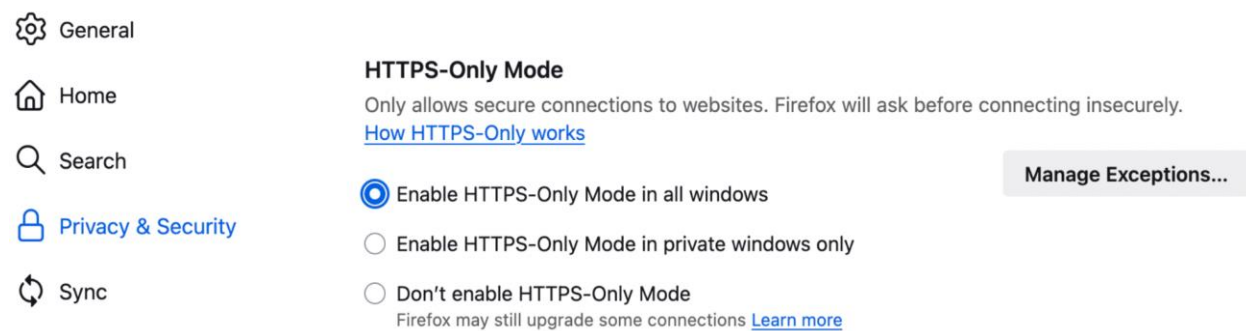 General
Home
Search
Privacy & Security
Sync
HTTPS-Only Mode
Only allows secure connections to websites. Firefox will ask before connecting insecurely.
How HTTPS-Only works
Manage Exceptions...
Enable HTTPS-Only Mode in all windows
Enable HTTPS-Only Mode in private windows only
Don’t enable HTTPS-Only Mode
Firefox may still upgrade some connections Learn more